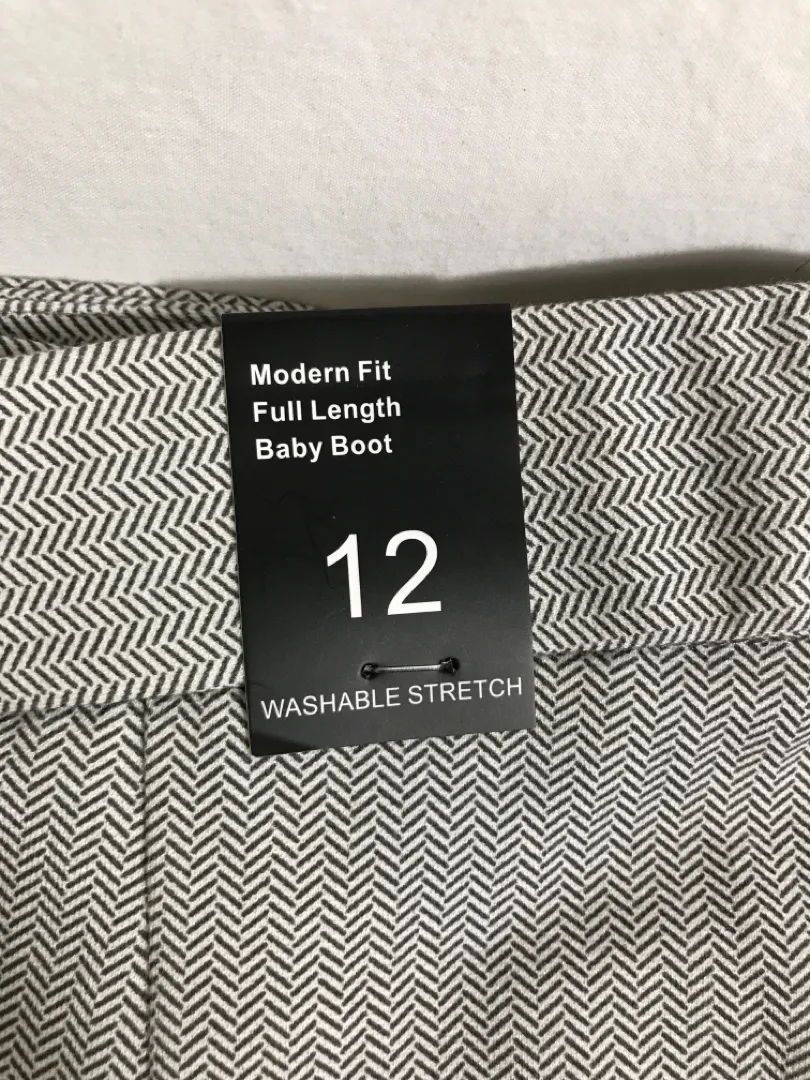 Modern Fit
Full Length
Baby Boot
12
WASHABLE STRETCH